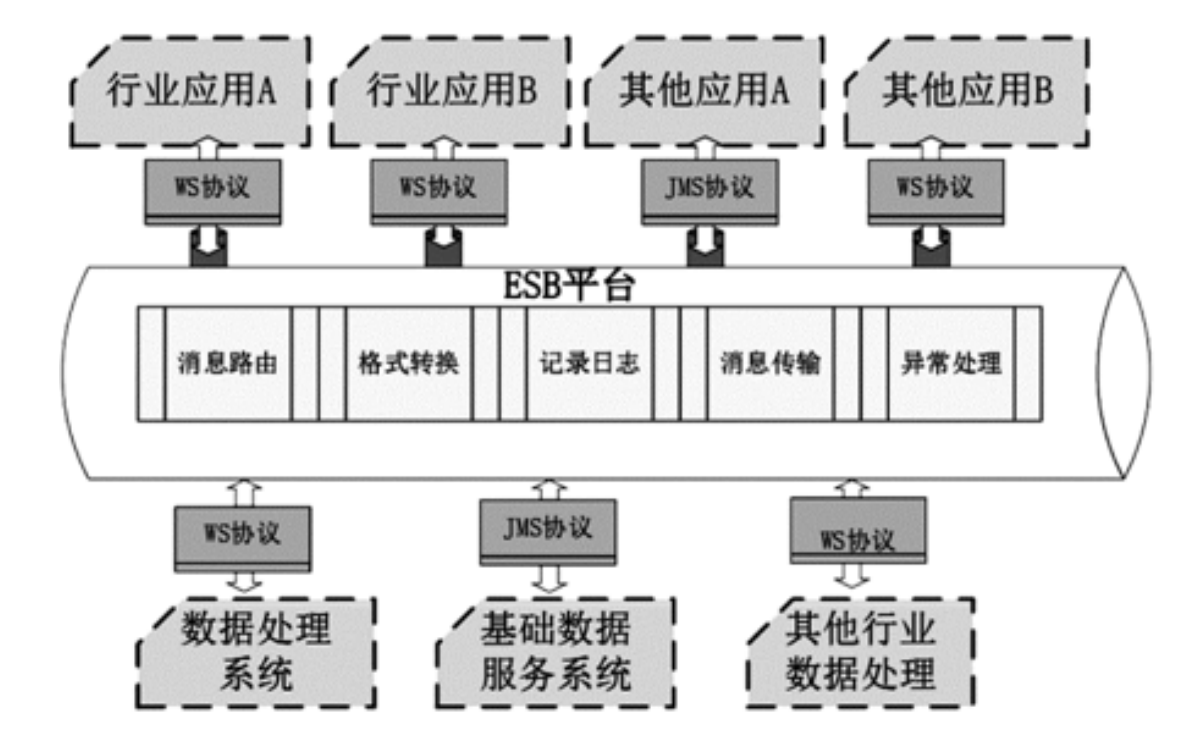 行业应用A
行业应用B
其他应用A
其他应用B
WS协议
WS协议
JMS协议
WS协议
ESB平台
消息路由
格式转换
记录日志
消息传输
异常处理
WS协议
JMS协议
WS协议
数据处理
系统
基础数据
服务系统
其他行业
数据处理